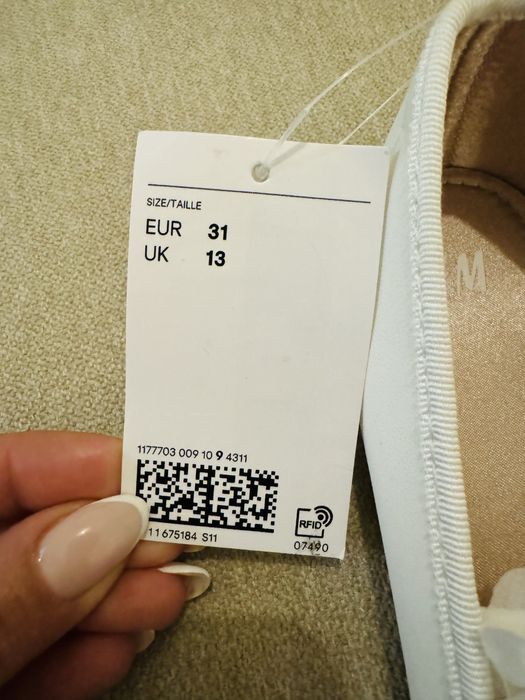 SIZE/TAILLE
EUR 31
UK 13
1177703 009 10 9 4311
11 675184 S11
RFID
07490
M